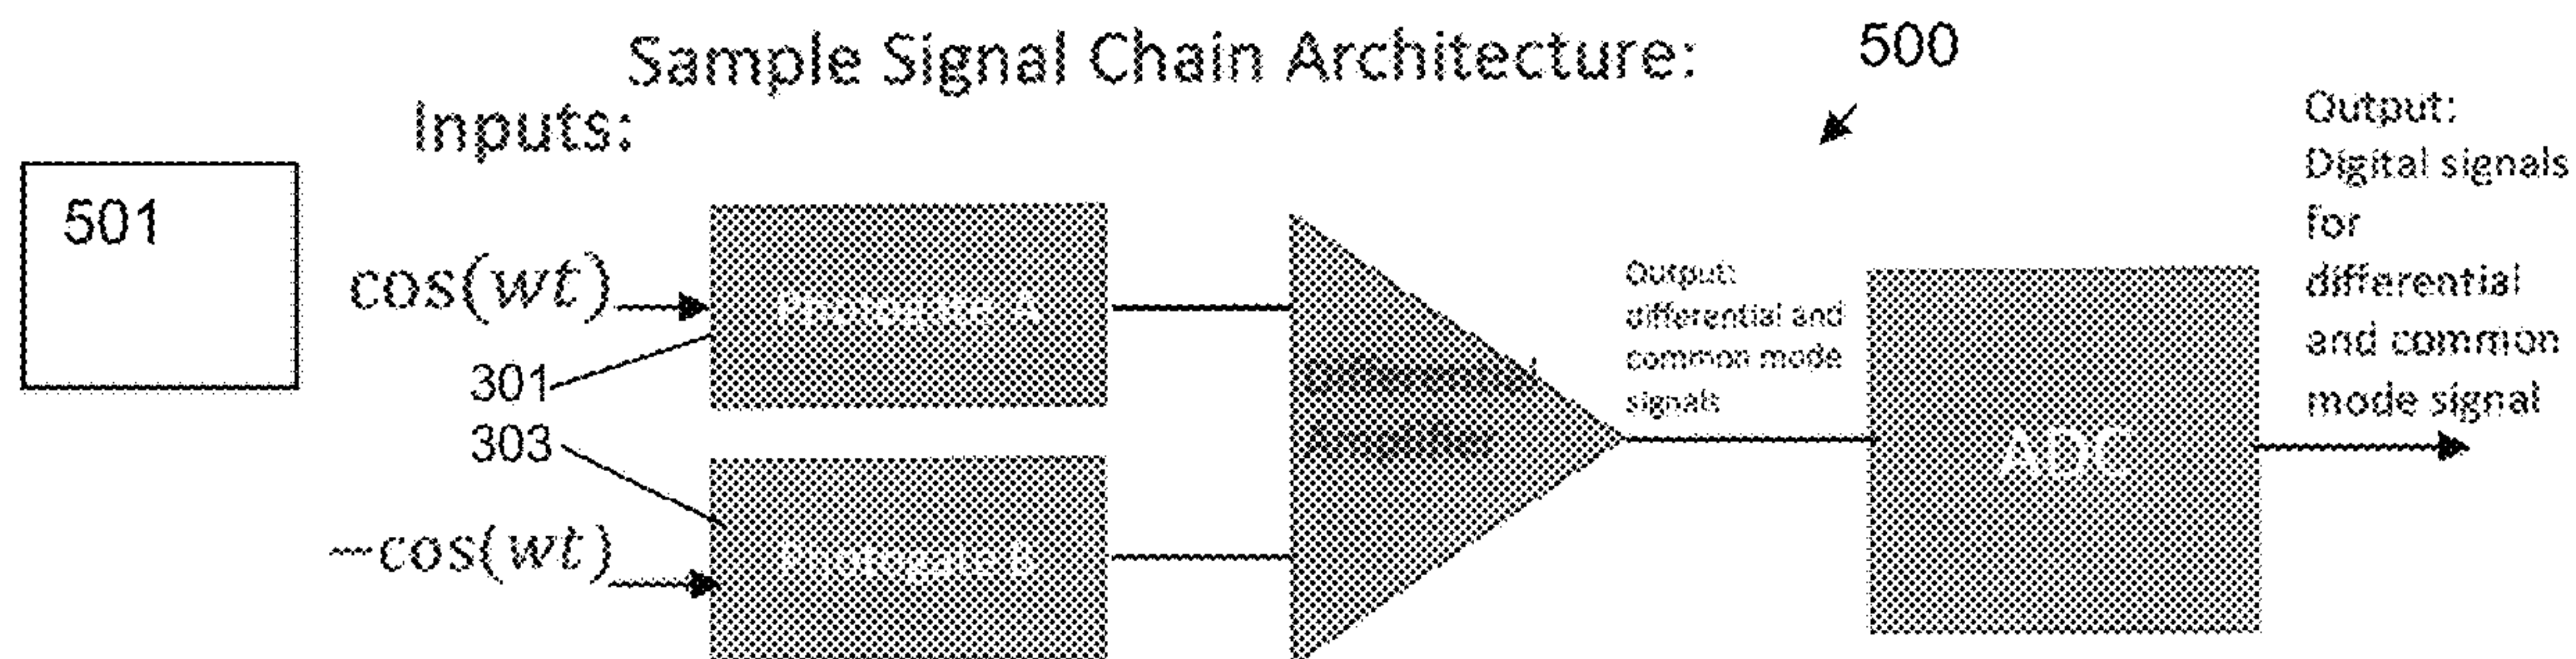 Sample Signal Chain Architecture:
500
Inputs:
501
cos(wt)
301
303
−cos(wt)
Photogate A
Photogate B
Differential
Amplifier
Output:
differential and
common mode
signals
ADC
Output:
Digital signals
for
differential
and common
mode signal